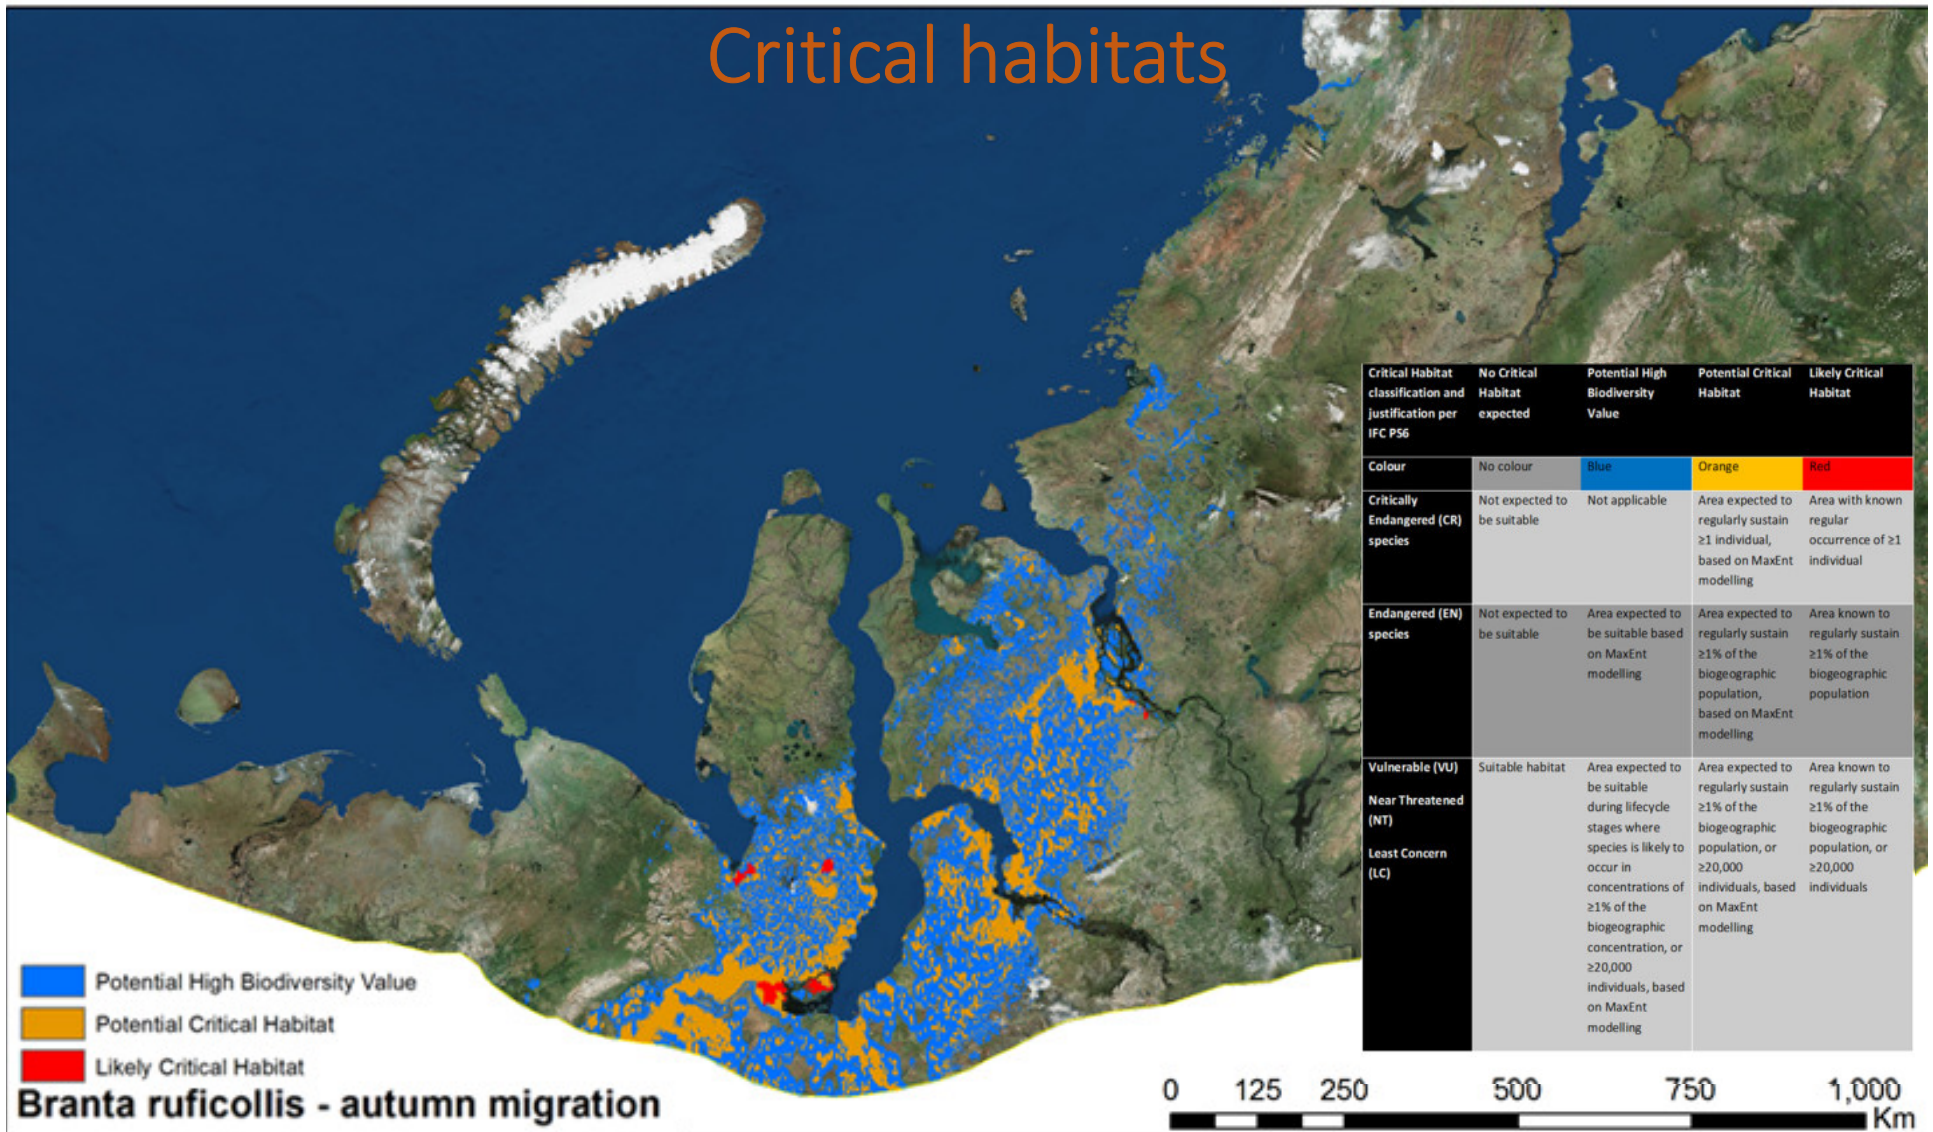 Critical habitats
Critical Habitat classification and justification per IFC PS6
No Critical Habitat expected
Potential High Biodiversity Value
Potential Critical Habitat
Likely Critical Habitat
Colour
No colour
Blue
Orange
Red
Critically Endangered (CR) species
Not expected to be suitable
Not applicable
Area expected to regularly sustain ≥1 individual, based on MaxEnt modelling
Area with known regular occurrence of ≥1 individual
Endangered (EN) species
Not expected to be suitable
Area expected to be suitable based on MaxEnt modelling
Area expected to regularly sustain ≥1% of the biogeographic population, based on MaxEnt modelling
Area known to regularly sustain ≥1% of the biogeographic population
Vulnerable (VU)
Near Threatened (NT)
Least Concern (LC)
Suitable habitat
Area expected to be suitable during lifecycle stages where species is likely to occur in concentrations of ≥1% of the biogeographic concentration, or ≥20,000 individuals, based on MaxEnt modelling
Area expected to regularly sustain ≥1% of the biogeographic population, or ≥20,000 individuals, based on MaxEnt modelling
Area known to regularly sustain ≥1% of the biogeographic population, or ≥20,000 individuals
Potential High Biodiversity Value
Potential Critical Habitat
Likely Critical Habitat
Branta ruficollis - autumn migration
0 125 250 500 750 1,000
Km